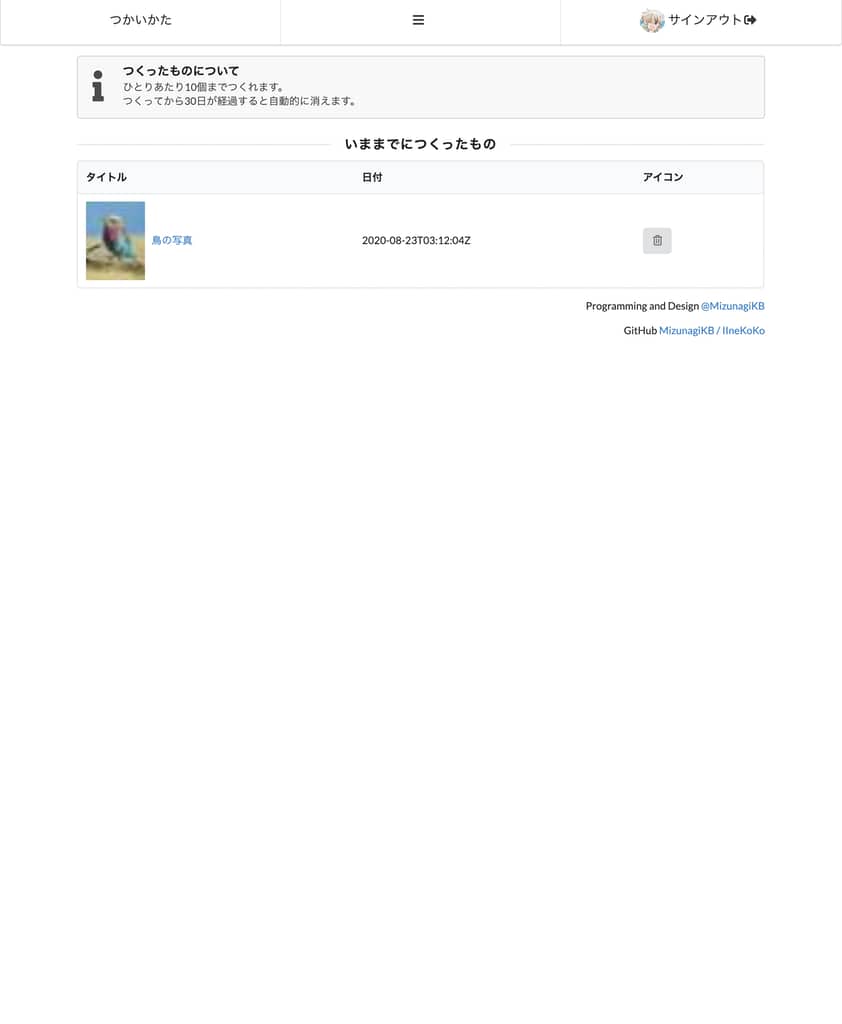 つかいかた
サインアウト
つくったものについて
ひとりあたり10個までつくれます。
つくってから30日が経過すると自動的に消えます。
いままでにつくったもの
タイトル 日付 アイコン
鳥の写真 2020-08-23T03:12:04Z
Programming and Design @MizunagiKB
GitHub MizunagiKB / IIneKoKo